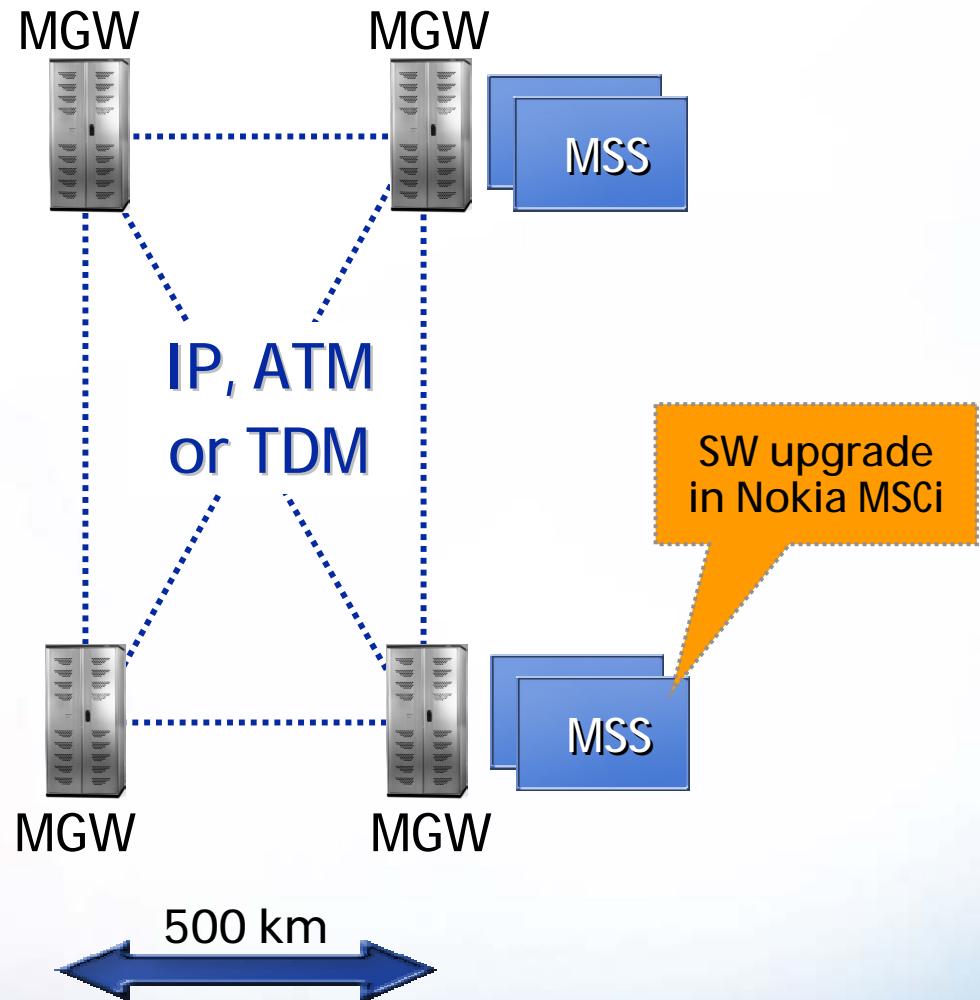 MGW
MGW
MSS
IP, ATM
or TDM
SW upgrade
in Nokia MSCi
MSS
MGW
MGW
500 km